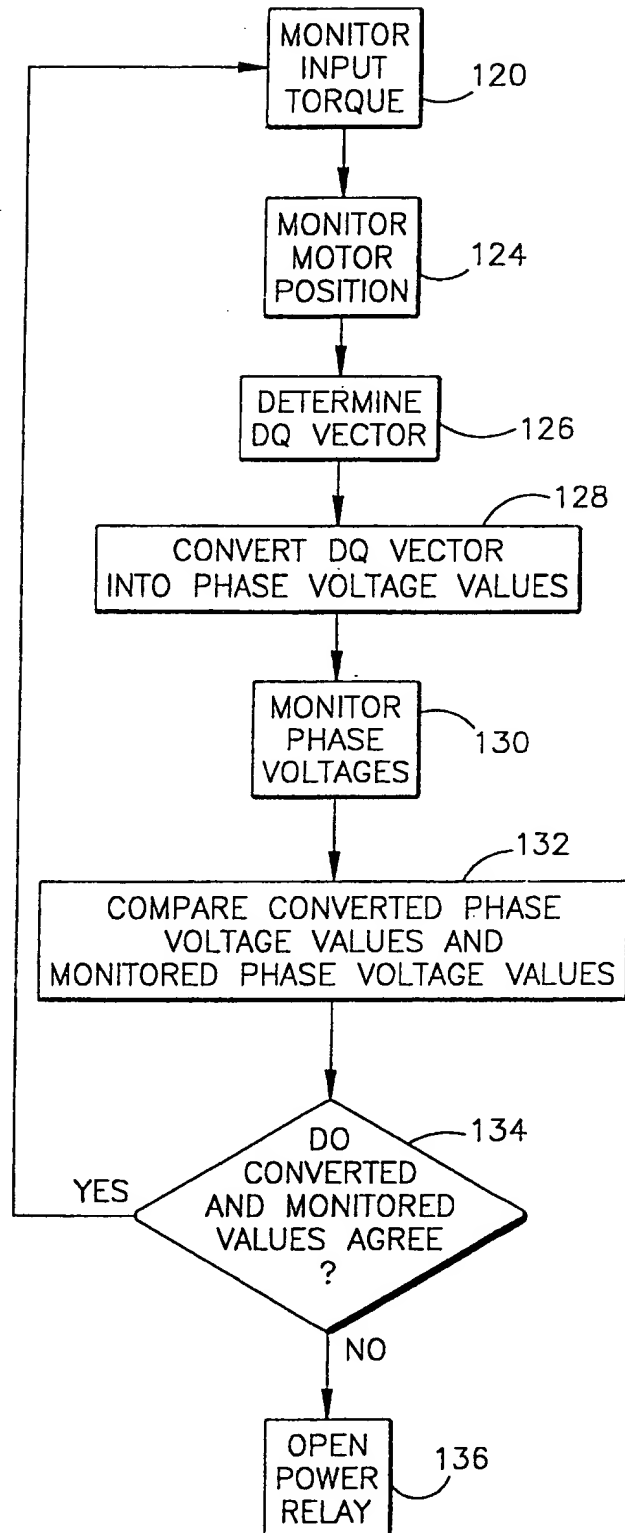 MONITOR
INPUT
TORQUE
120
MONITOR
MOTOR
POSITION
124
DETERMINE
DQ VECTOR
126
128
CONVERT DQ VECTOR
INTO PHASE VOLTAGE VALUES
MONITOR
PHASE
VOLTAGES
130
132
COMPARE CONVERTED PHASE
VOLTAGE VALUES AND
MONITORED PHASE VOLTAGE VALUES
134
DO
CONVERTED
AND MONITORED
VALUES AGREE
?
YES
NO
OPEN
POWER
RELAY
136